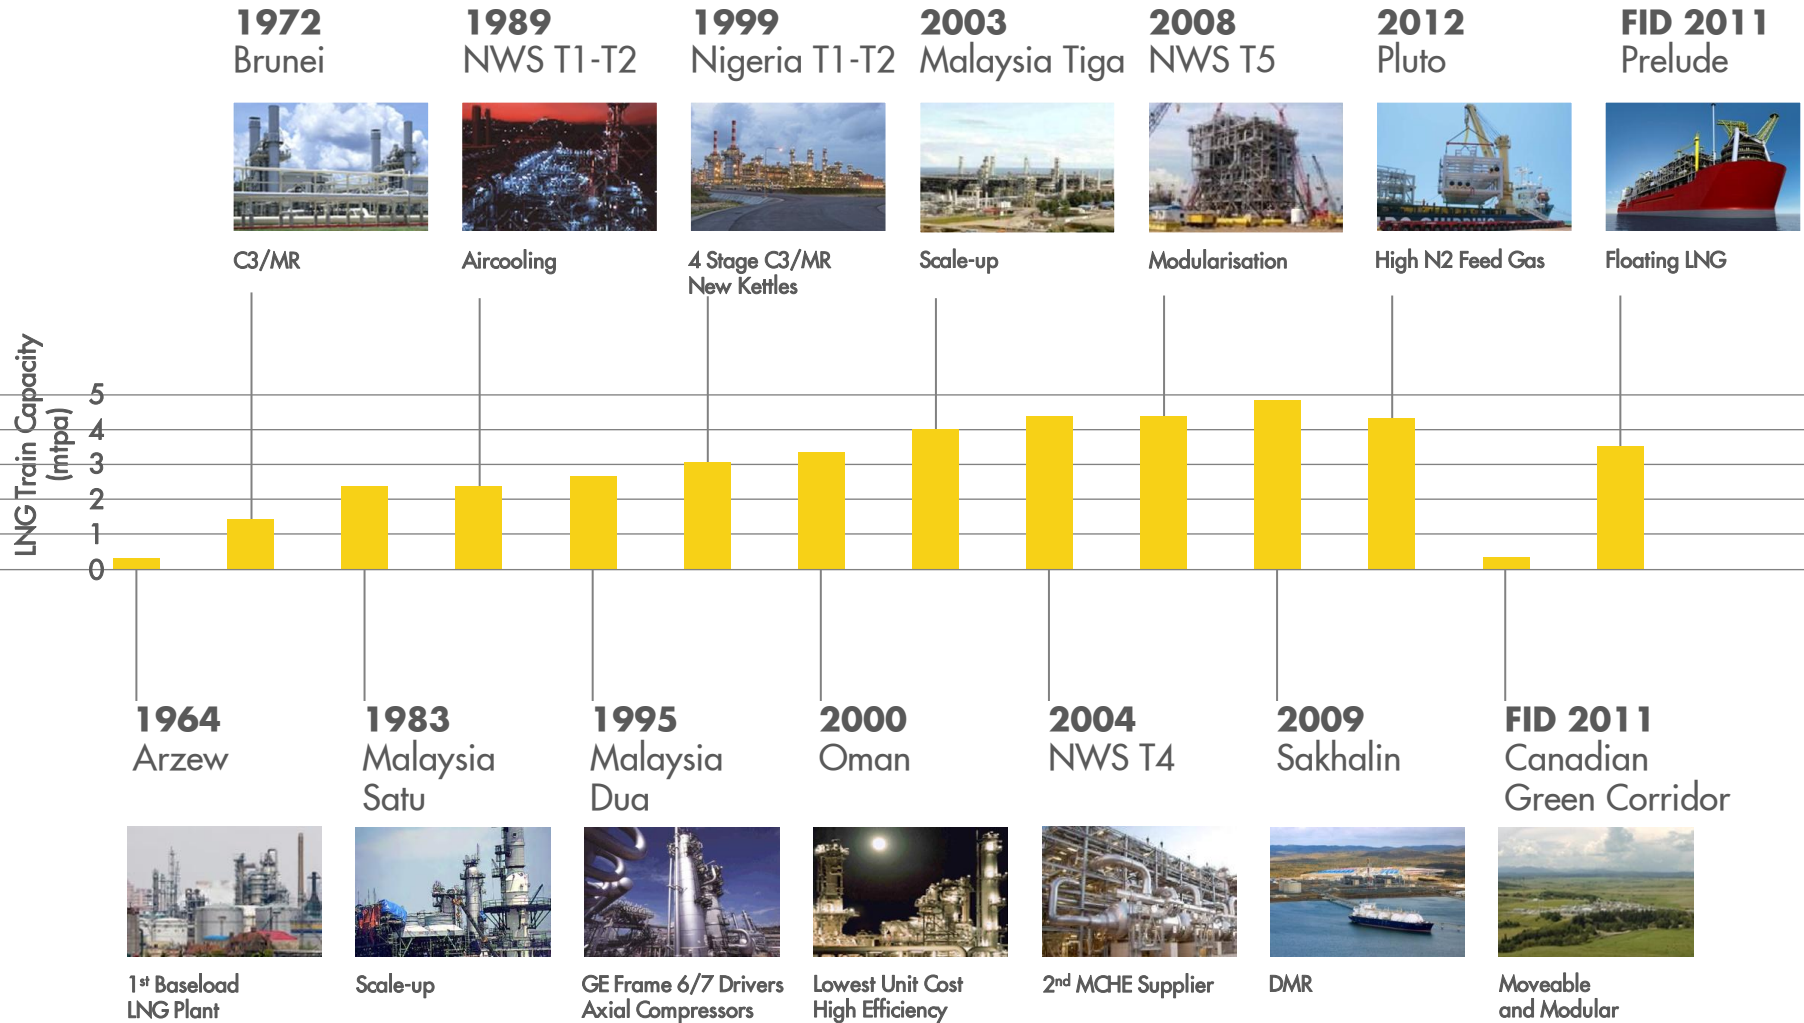 1972
Brunei
1989
NWS T1-T2
1999
Nigeria T1-T2
2003
Malaysia Tiga
2008
NWS T5
2012
Pluto
FID 2011
Prelude
C3/MR
Aircooling
4 Stage C3/MR
New Kettles
Scale-up
Modularisation
High N2 Feed Gas
Floating LNG
LNG Train Capacity
(mtpa)
5
4
3
2
1
0
1964
Arzew
1983
Malaysia
Satu
1995
Malaysia
Dua
2000
Oman
2004
NWS T4
2009
Sakhalin
FID 2011
Canadian
Green Corridor
1st Baseload
LNG Plant
Scale-up
GE Frame 6/7 Drivers
Axial Compressors
Lowest Unit Cost
High Efficiency
2nd MCHE Supplier
DMR
Moveable
and Modular